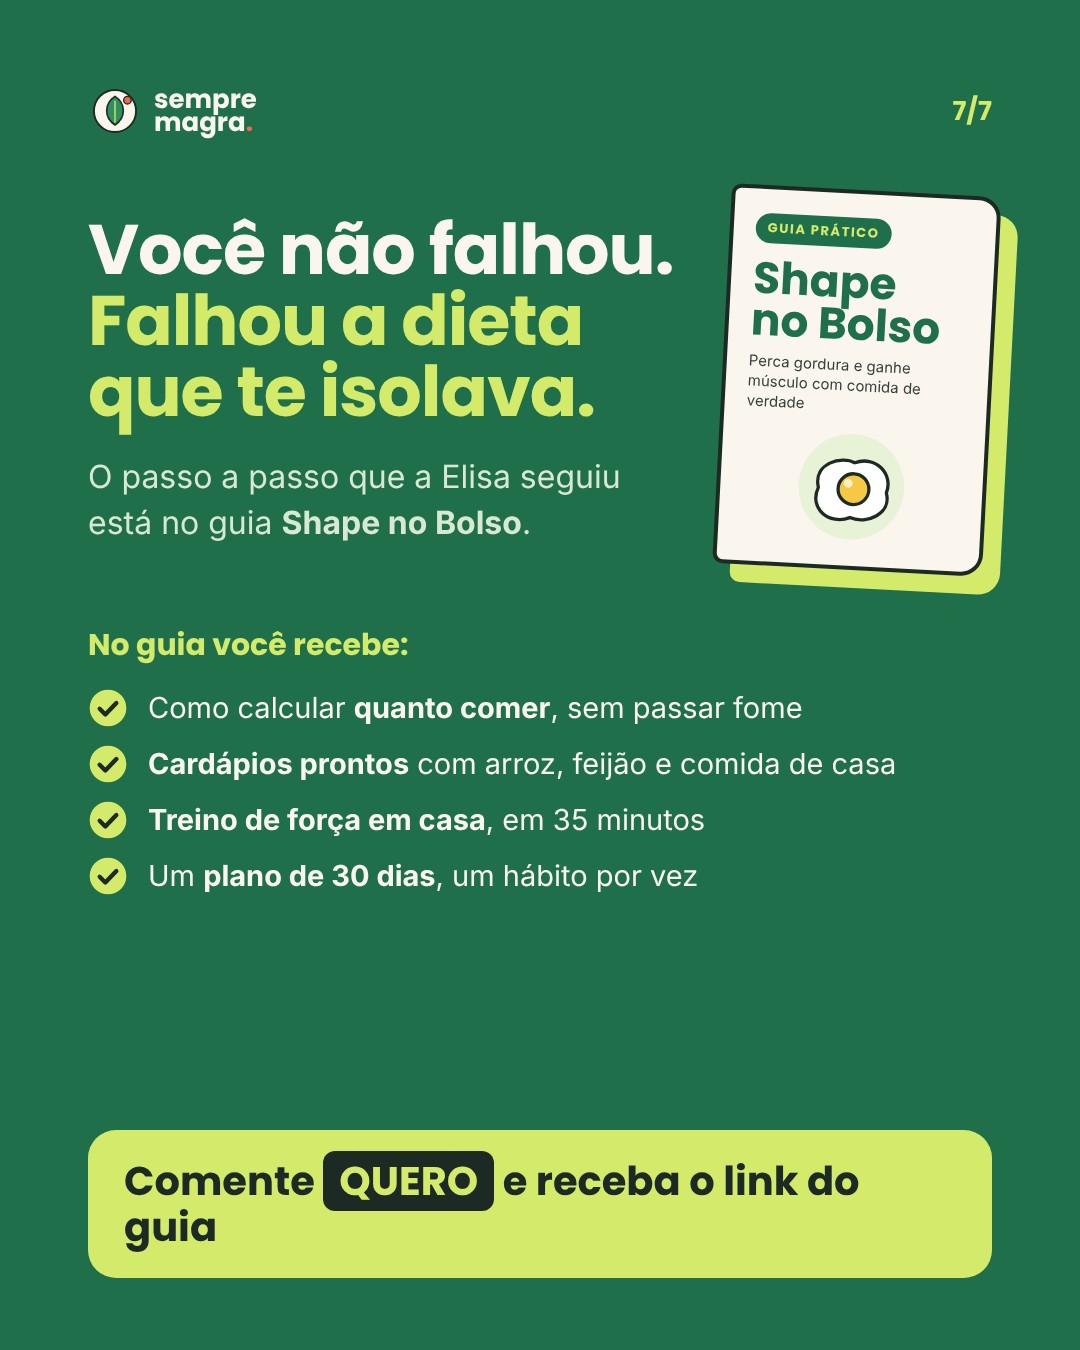 sempre
magra.
7/7
Você não falhou.
Falhou a dieta
que te isolava.
O passo a passo que a Elisa seguiu
está no guia Shape no Bolso.
GUIA PRÁTICO
Shape
no Bolso
Perca gordura e ganhe
músculo com comida de
verdade
No guia você recebe:
Como calcular quanto comer, sem passar fome
Cardápios prontos com arroz, feijão e comida de casa
Treino de força em casa, em 35 minutos
Um plano de 30 dias, um hábito por vez
Comente QUERO e receba o link do
guia